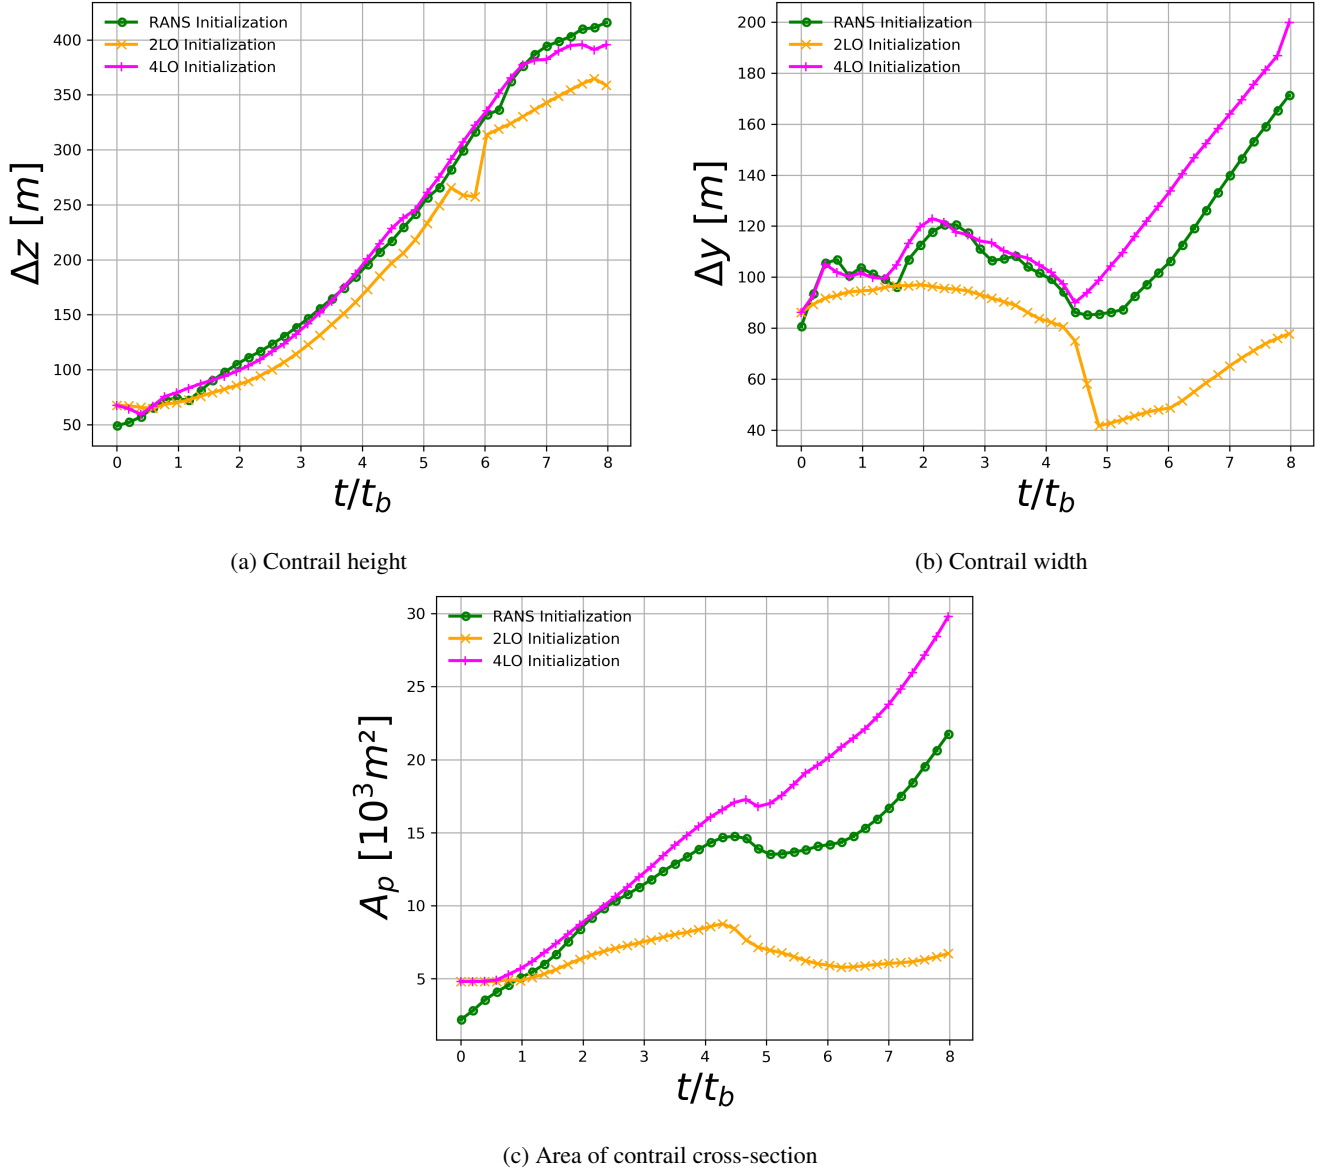 RANS Initialization
2LO Initialization
4LO Initialization
400
350
300
250
200
150
100
50
Δz [m]
0 1 2 3 4 5 6 7 8
t/t_b
(a) Contrail height
RANS Initialization
2LO Initialization
4LO Initialization
200
180
160
140
120
100
80
60
40
Δy [m]
0 1 2 3 4 5 6 7 8
t/t_b
(b) Contrail width
RANS Initialization
2LO Initialization
4LO Initialization
30
25
20
15
10
5
A_p [10³m²]
0 1 2 3 4 5 6 7 8
t/t_b
(c) Area of contrail cross-section